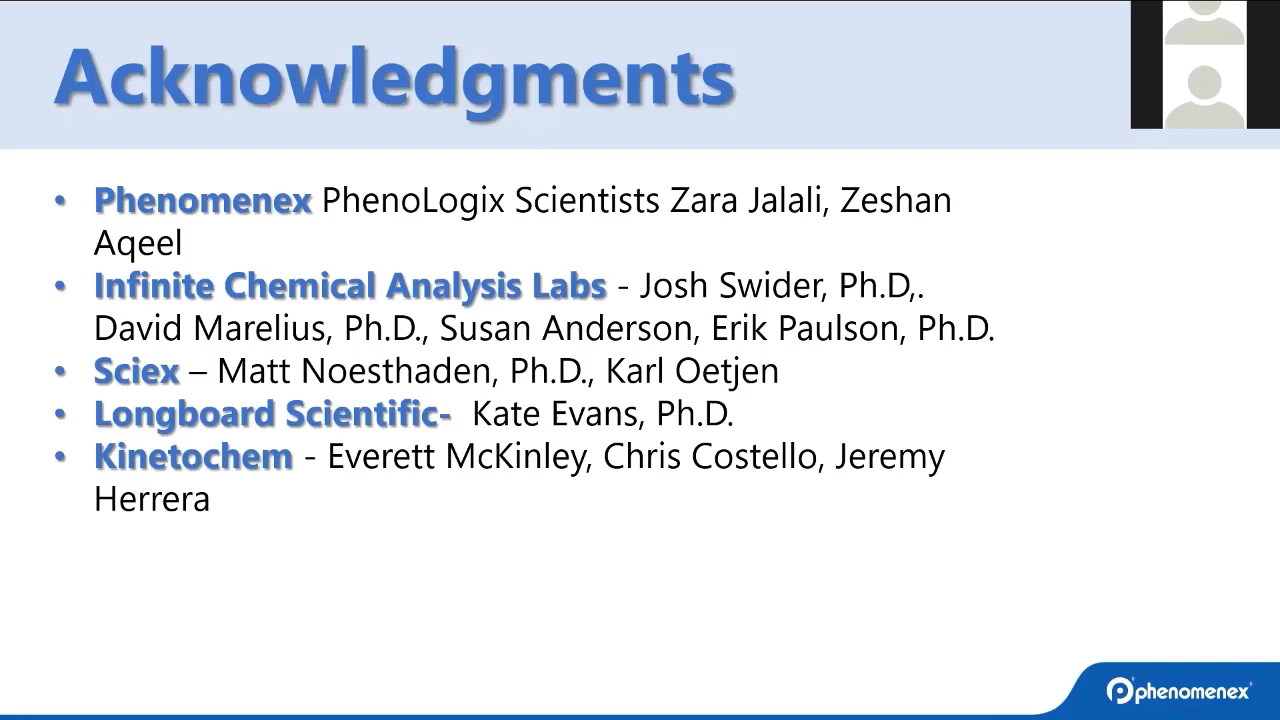 Acknowledgments
• Phenomenex PhenoLogix Scientists Zara Jalali, Zeshan
Aqeel
• Infinite Chemical Analysis Labs - Josh Swider, Ph.D,.
David Marelius, Ph.D., Susan Anderson, Erik Paulson, Ph.D.
• Sciex – Matt Noesthaden, Ph.D., Karl Oetjen
• Longboard Scientific- Kate Evans, Ph.D.
• Kinetochem - Everett McKinley, Chris Costello, Jeremy
Herrera
phenomenex